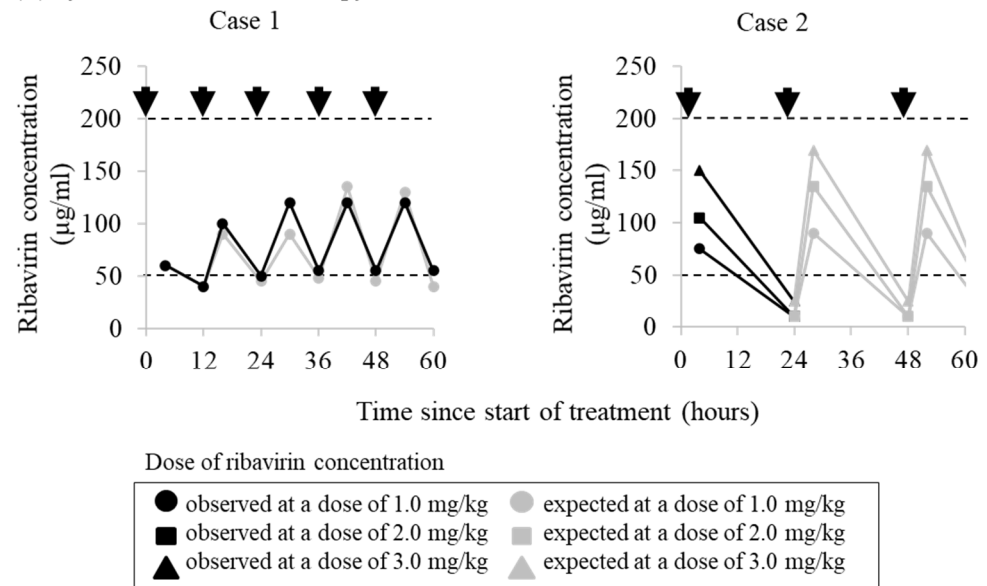 Case 1
Case 2
Ribavirin concentration
(µg/ml)
250
200
150
100
50
0
0 12 24 36 48 60
Ribavirin concentration
(µg/ml)
250
200
150
100
50
0
0 12 24 36 48 60
Time since start of treatment (hours)
Dose of ribavirin concentration
observed at a dose of 1.0 mg/kg expected at a dose of 1.0 mg/kg
observed at a dose of 2.0 mg/kg expected at a dose of 2.0 mg/kg
observed at a dose of 3.0 mg/kg expected at a dose of 3.0 mg/kg